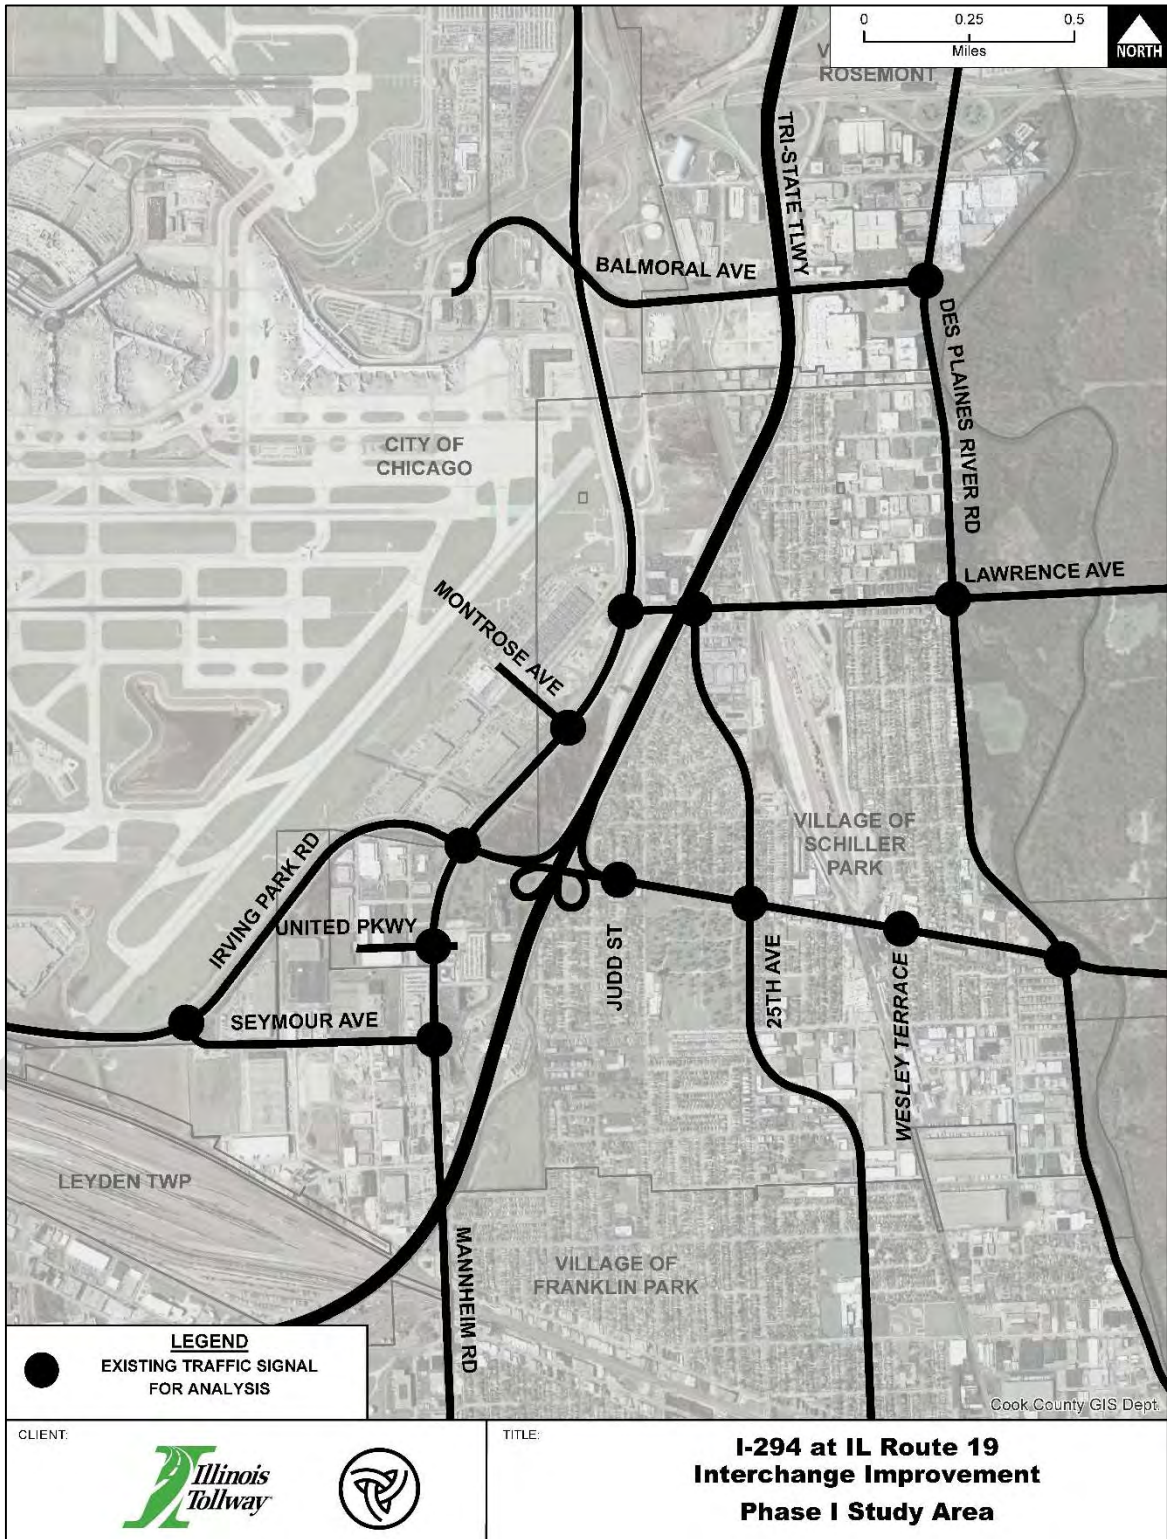 0 0.25 0.5
Miles
NORTH
V
ROSEMONT
TRI-STATE TLWY
BALMORAL AVE
DES PLAINES RIVER RD
CITY OF
CHICAGO
LAWRENCE AVE
MONTROSE AVE
VILLAGE OF
SCHILLER
PARK
IRVING PARK RD
UNITED PKWY
JUDD ST
25TH AVE
WESLEY TERRACE
SEYMOUR AVE
LEYDEN TWP
MANNHEIM RD
VILLAGE OF
FRANKLIN PARK
LEGEND
EXISTING TRAFFIC SIGNAL
FOR ANALYSIS
Cook County GIS Dept.
CLIENT:
Illinois
Tollway
TITLE:
I-294 at IL Route 19
Interchange Improvement
Phase I Study Area